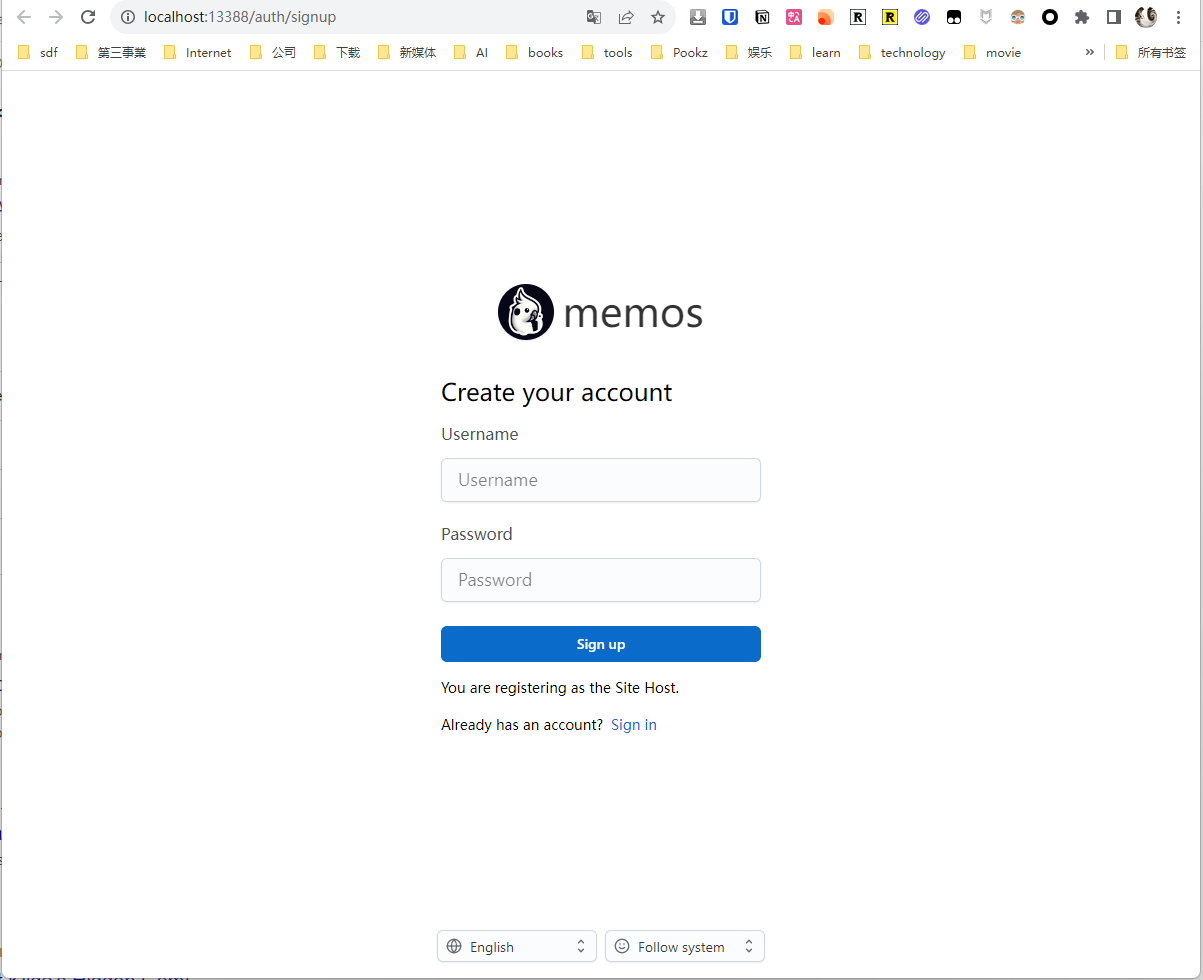 localhost:13388/auth/signup
sdf 第三事業 Internet 公司 下載 新媒体 AI books tools Pookz 娱乐 learn technology movie » 所有书签
memos
Create your account
Username
Username
Password
Password
Sign up
You are registering as the Site Host.
Already has an account? Sign in
English Follow system